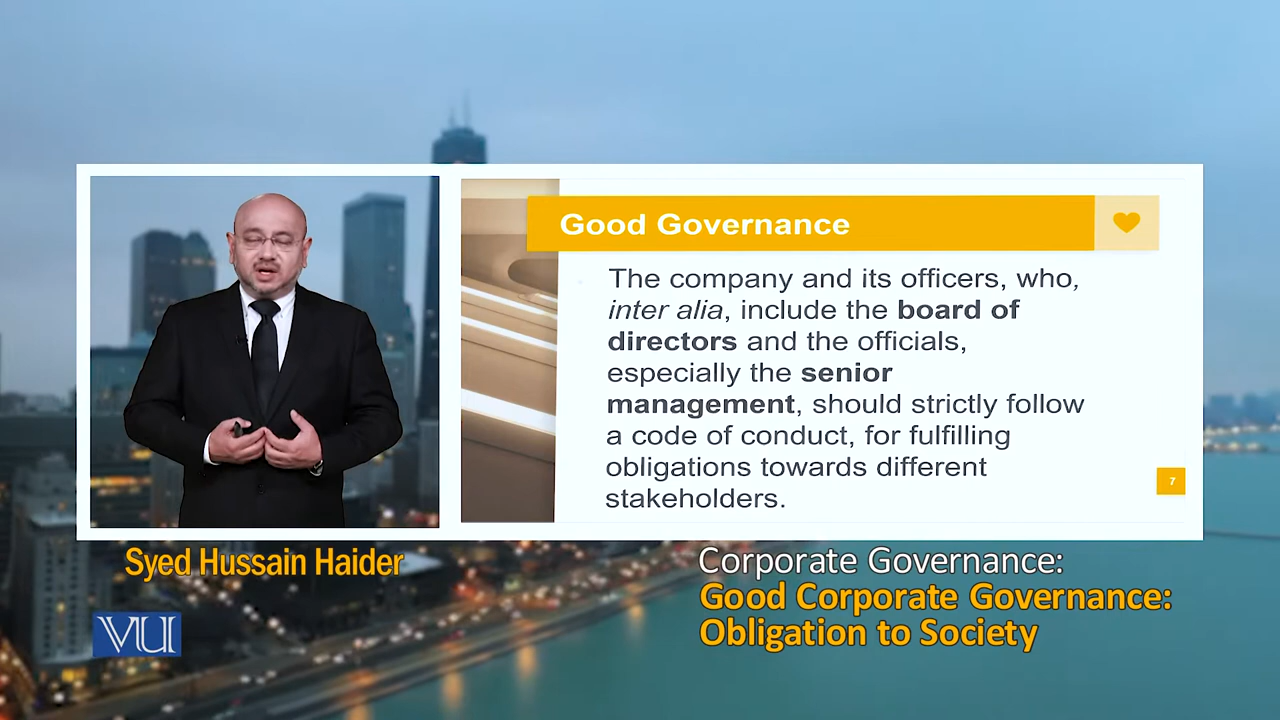 Good Governance
The company and its officers, who,
inter alia, include the board of
directors and the officials,
especially the senior
management, should strictly follow
a code of conduct, for fulfilling
obligations towards different
stakeholders.
7
Syed Hussain Haider
Corporate Governance:
Good Corporate Governance:
Obligation to Society
VU